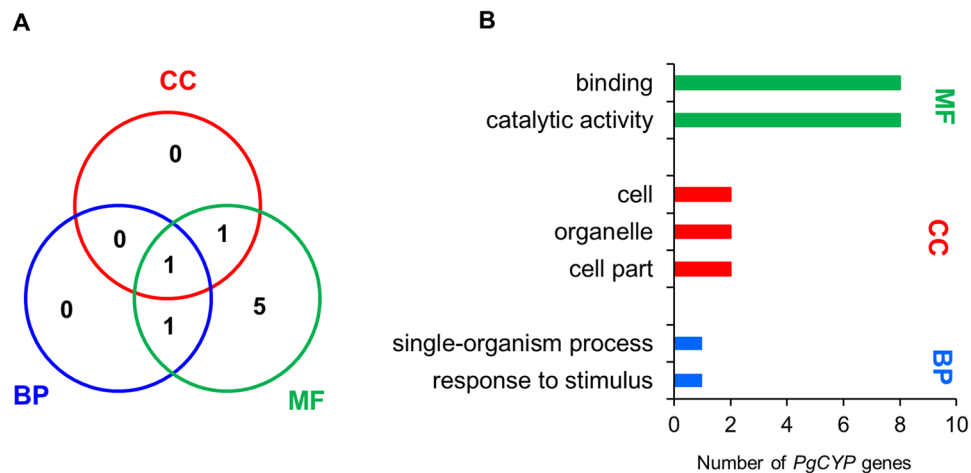 A
CC
0
0
1
1
0
1
5
BP
MF
B
binding
catalytic activity
MF
cell
organelle
cell part
CC
single-organism process
response to stimulus
BP
0 2 4 6 8 10
Number of PgCYP genes